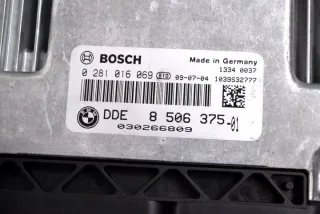 BOSCH
Made in Germany
1334 0037
0 281 016 069 09-07-04 1039S32777
DDE 8 506 375-01
030266809